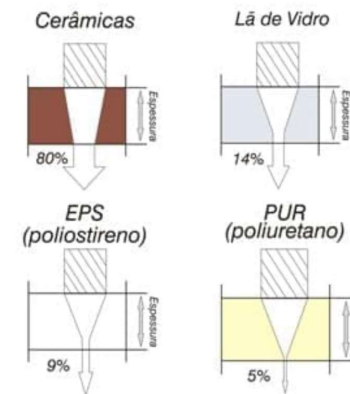 Cerâmicas
Espessura
80%
Lã de Vidro
Espessura
14%
EPS
(poliostireno)
Espessura
9%
PUR
(poliuretano)
5%